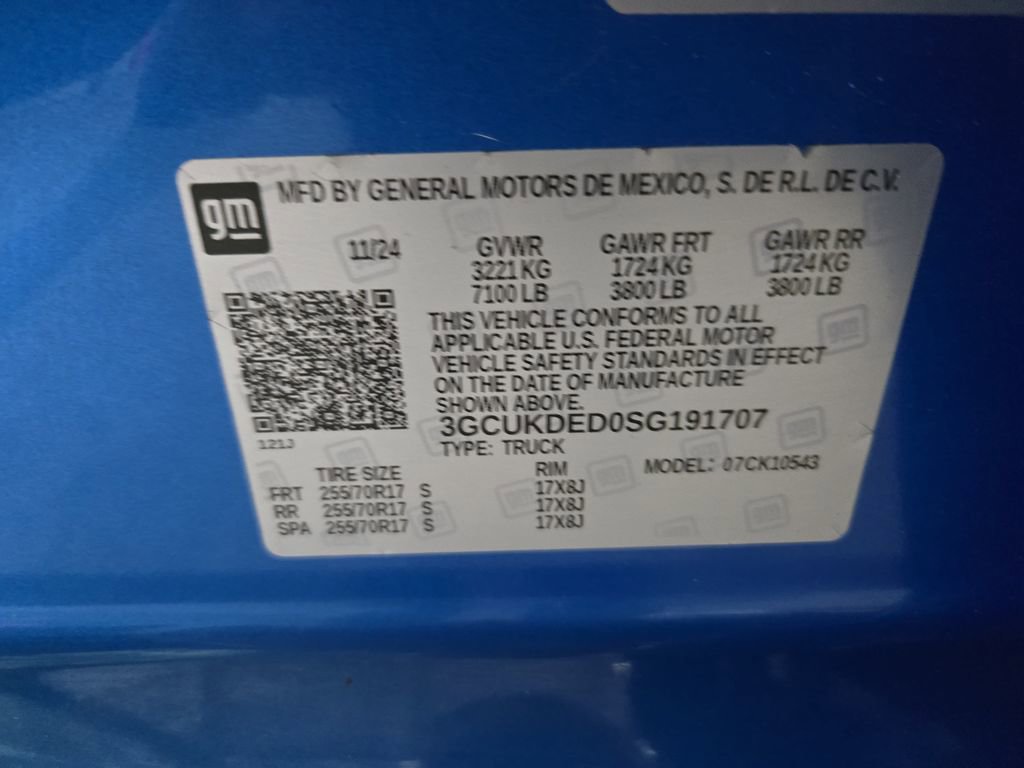 gm
MFD BY GENERAL MOTORS DE MEXICO, S. DE R.L. DE C.V.
11/24 GVWR GAWR FRT GAWR RR
3221 KG 1724 KG 1724 KG
7100 LB 3800 LB 3800 LB
THIS VEHICLE CONFORMS TO ALL
APPLICABLE U.S. FEDERAL MOTOR
VEHICLE SAFETY STANDARDS IN EFFECT
ON THE DATE OF MANUFACTURE
SHOWN ABOVE.
3GCUKDED0SG191707
121J
TYPE: TRUCK
TIRE SIZE RIM MODEL: 07CK10543
FRT 255/70R17 S 17X8J
RR 255/70R17 S 17X8J
SPA 255/70R17 S 17X8J